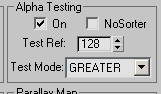 Alpha Testing
On NoSorter
Test Ref: 128
Test Mode: GREATER
Parallax Map